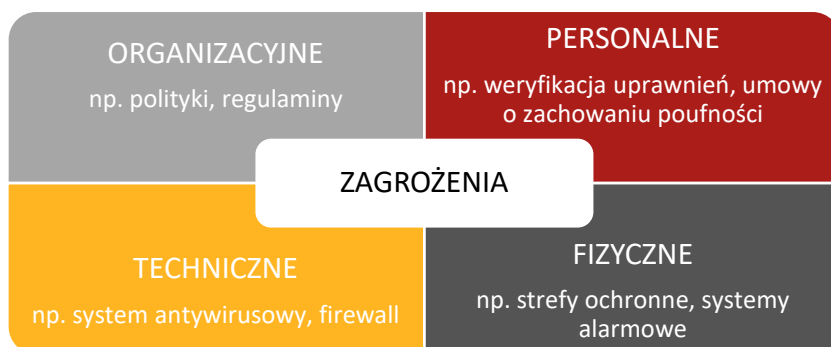 ORGANIZACYJNE
np. polityki, regulaminy
PERSONALNE
np. weryfikacja uprawnień, umowy
o zachowaniu poufności
ZAGROŻENIA
TECHNICZNE
np. system antywirusowy, firewall
FIZYCZNE
np. strefy ochronne, systemy
alarmowe